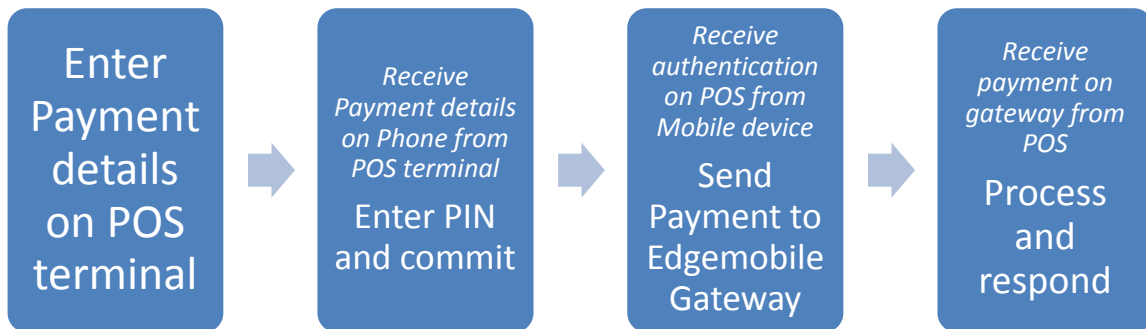 Enter
Payment
details
on POS
terminal
Receive
Payment details
on Phone from
POS terminal
Enter PIN
and commit
Receive
authentication
on POS from
Mobile device
Send
Payment to
Edgemobile
Gateway
Receive
payment on
gateway from
POS
Process
and
respond